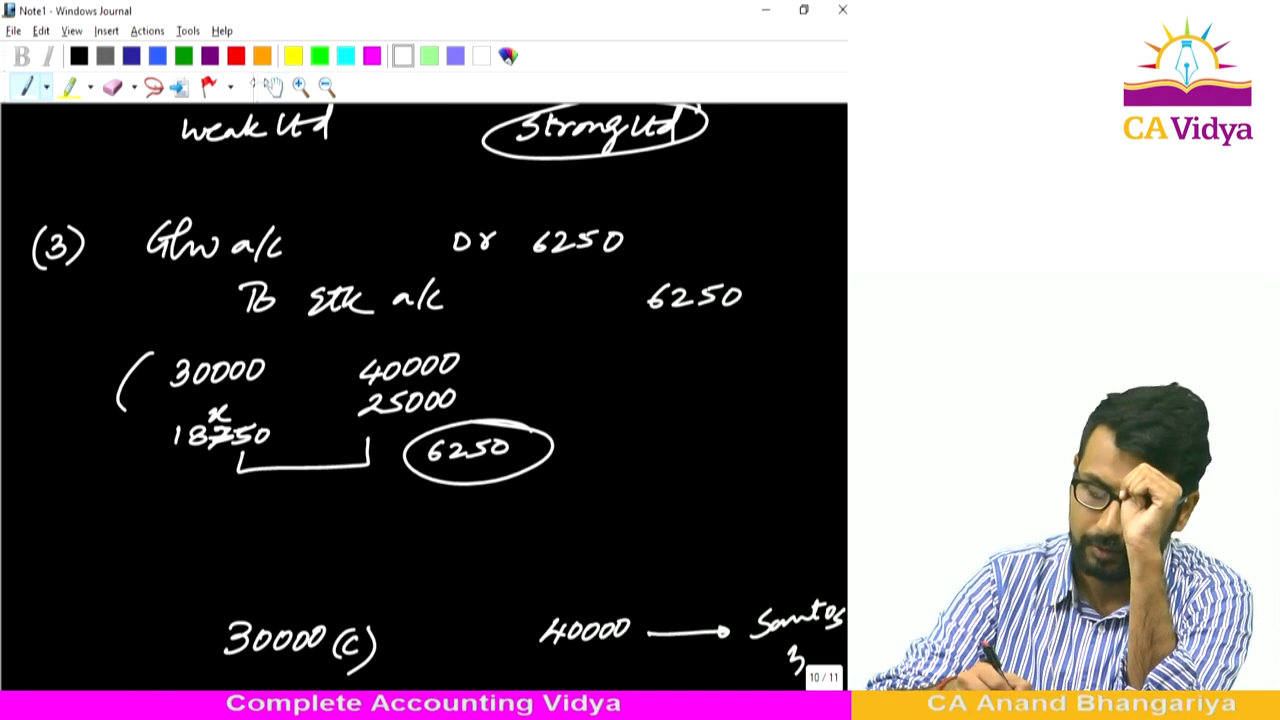 Note1 - Windows Journal
File Edit View Insert Actions Tools Help
B I
CA Vidya
Weak Ltd Strong Ltd
(3) G/w a/c Dr 6250
To Stk a/c 6250
30000 40000
25000
x
18750
6250
30000 (C) 40000 → Santos
3
10 / 11
Complete Accounting Vidya
CA Anand Bhangariya